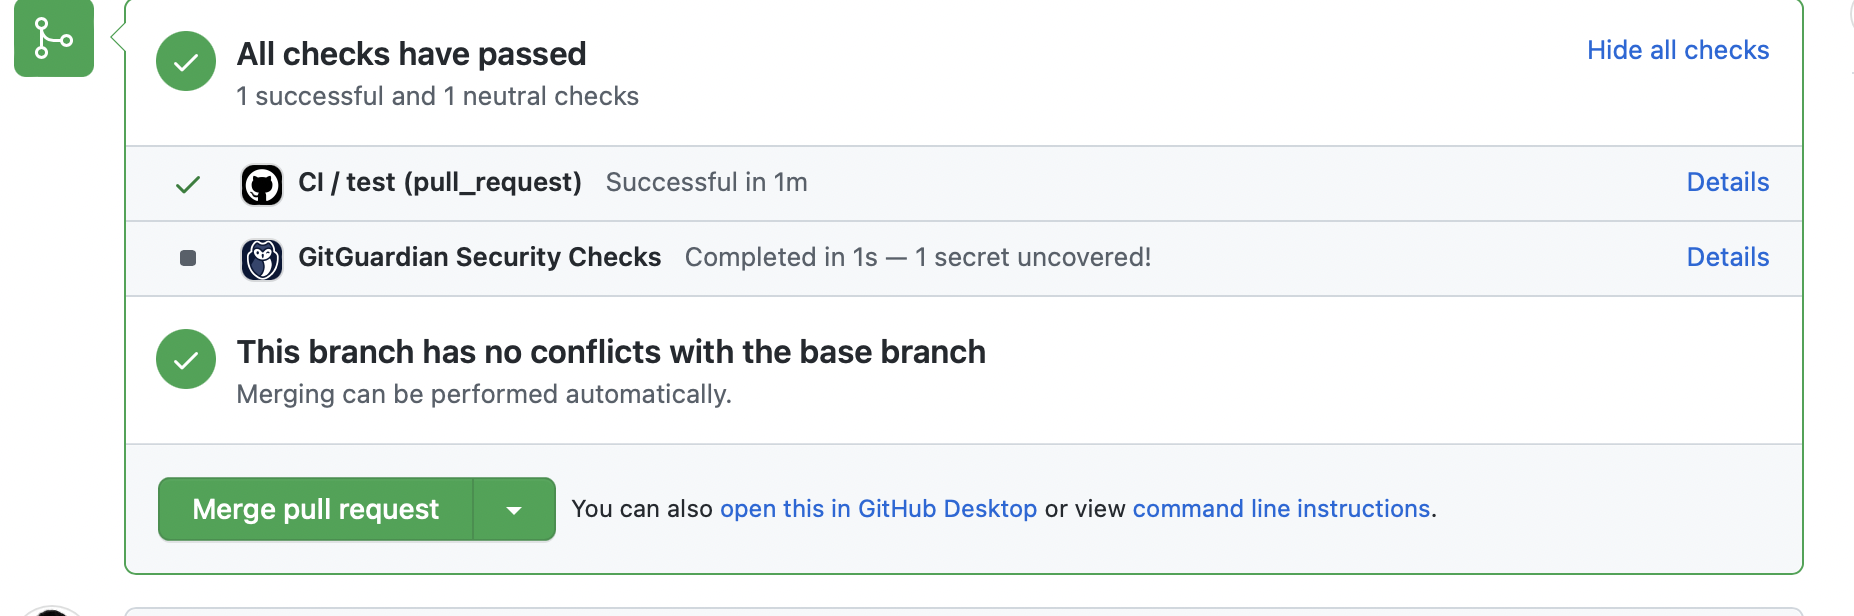 All checks have passed
Hide all checks
1 successful and 1 neutral checks
CI / test (pull_request) Successful in 1m Details
GitGuardian Security Checks Completed in 1s — 1 secret uncovered! Details
This branch has no conflicts with the base branch
Merging can be performed automatically.
Merge pull request You can also open this in GitHub Desktop or view command line instructions.